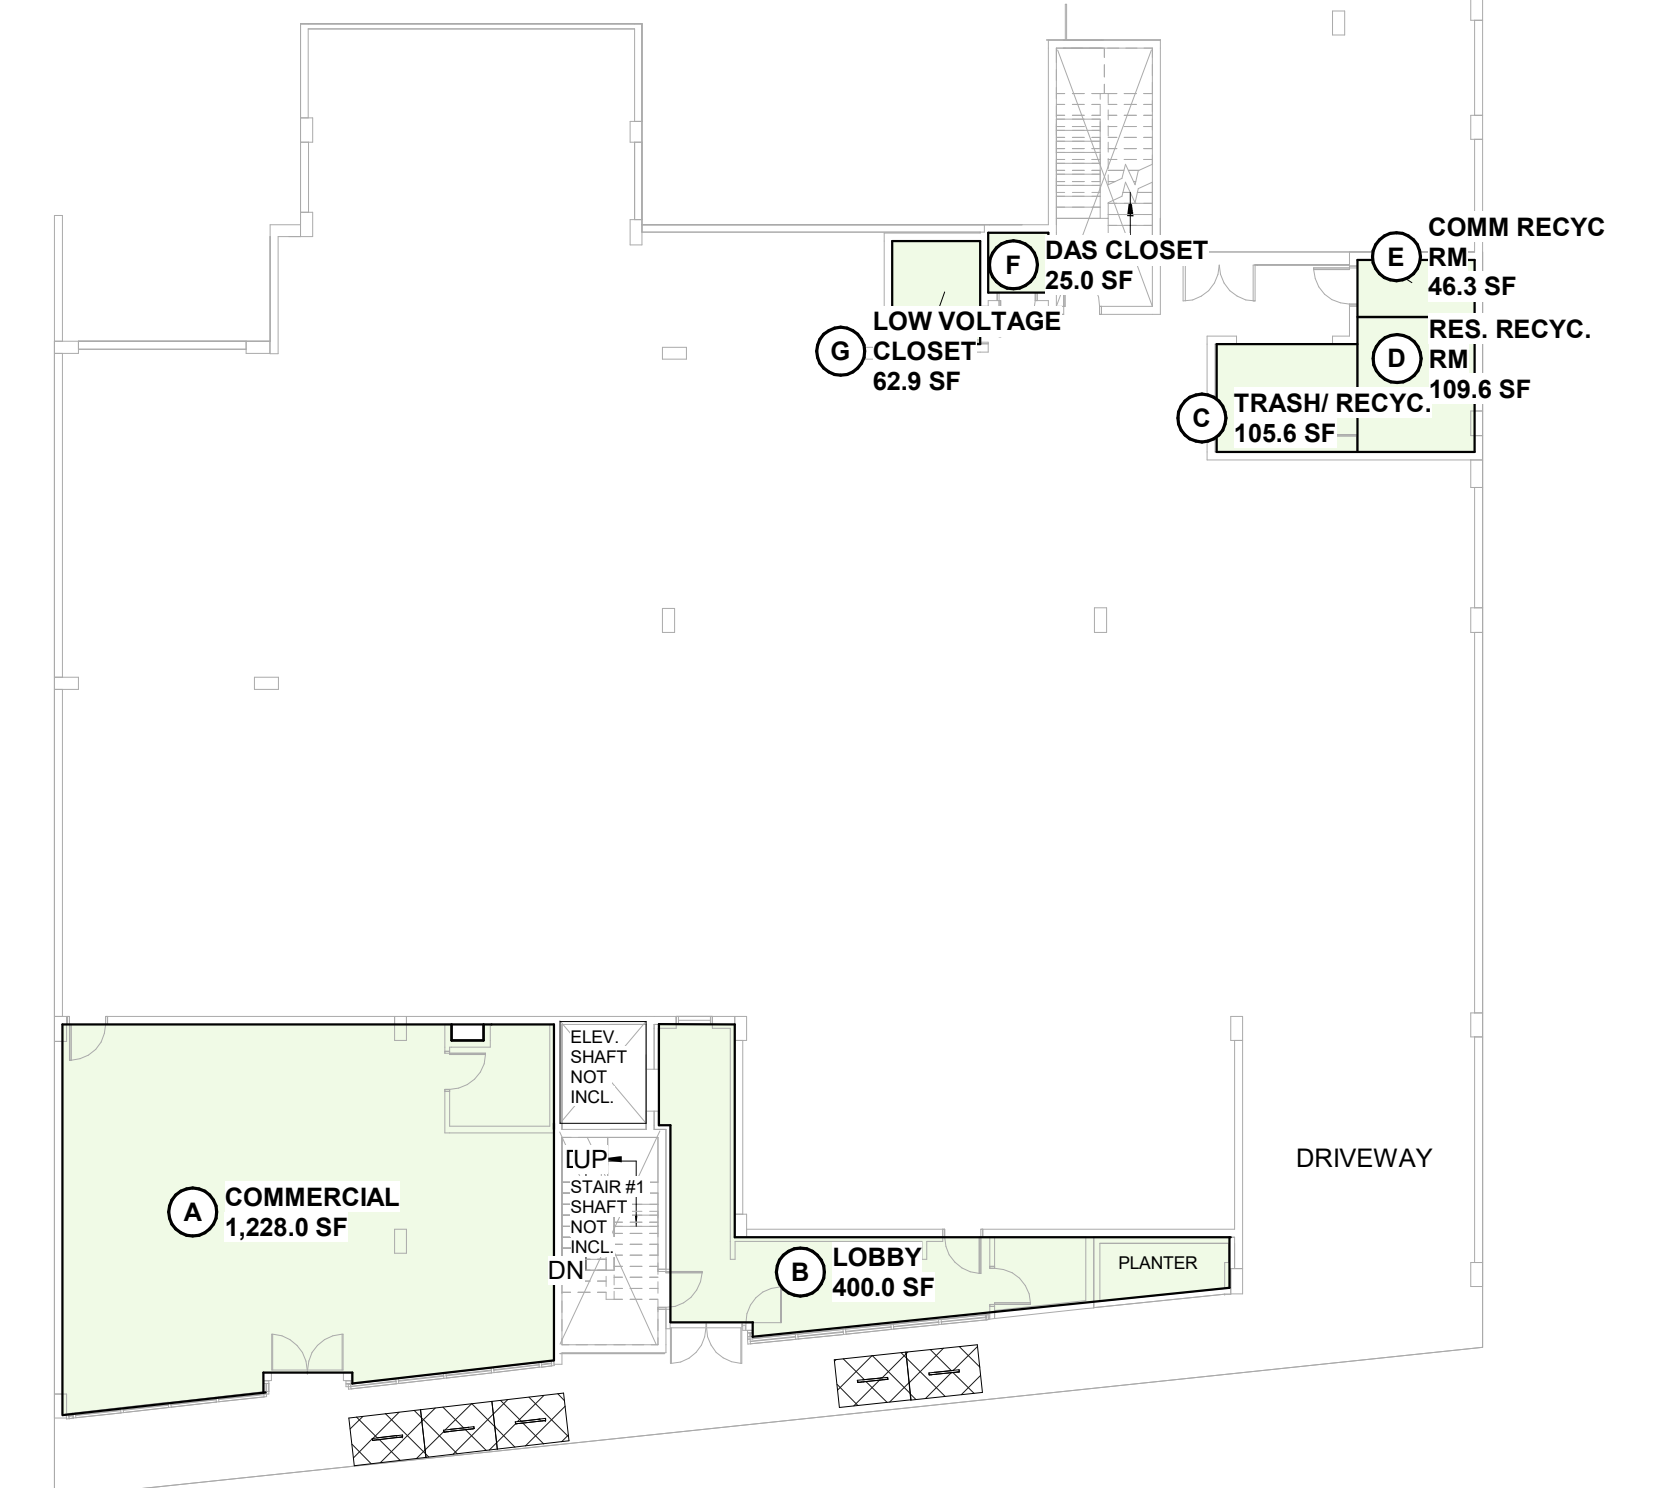 COMM RECYC
RM
46.3 SF
E
DAS CLOSET
25.0 SF
F
LOW VOLTAGE
CLOSET
62.9 SF
G
RES. RECYC.
RM
109.6 SF
D
TRASH/ RECYC.
105.6 SF
C
ELEV.
SHAFT
NOT
INCL.
UP
STAIR #1
SHAFT
NOT
INCL.
DN
DRIVEWAY
A
COMMERCIAL
1,228.0 SF
B
LOBBY
400.0 SF
PLANTER